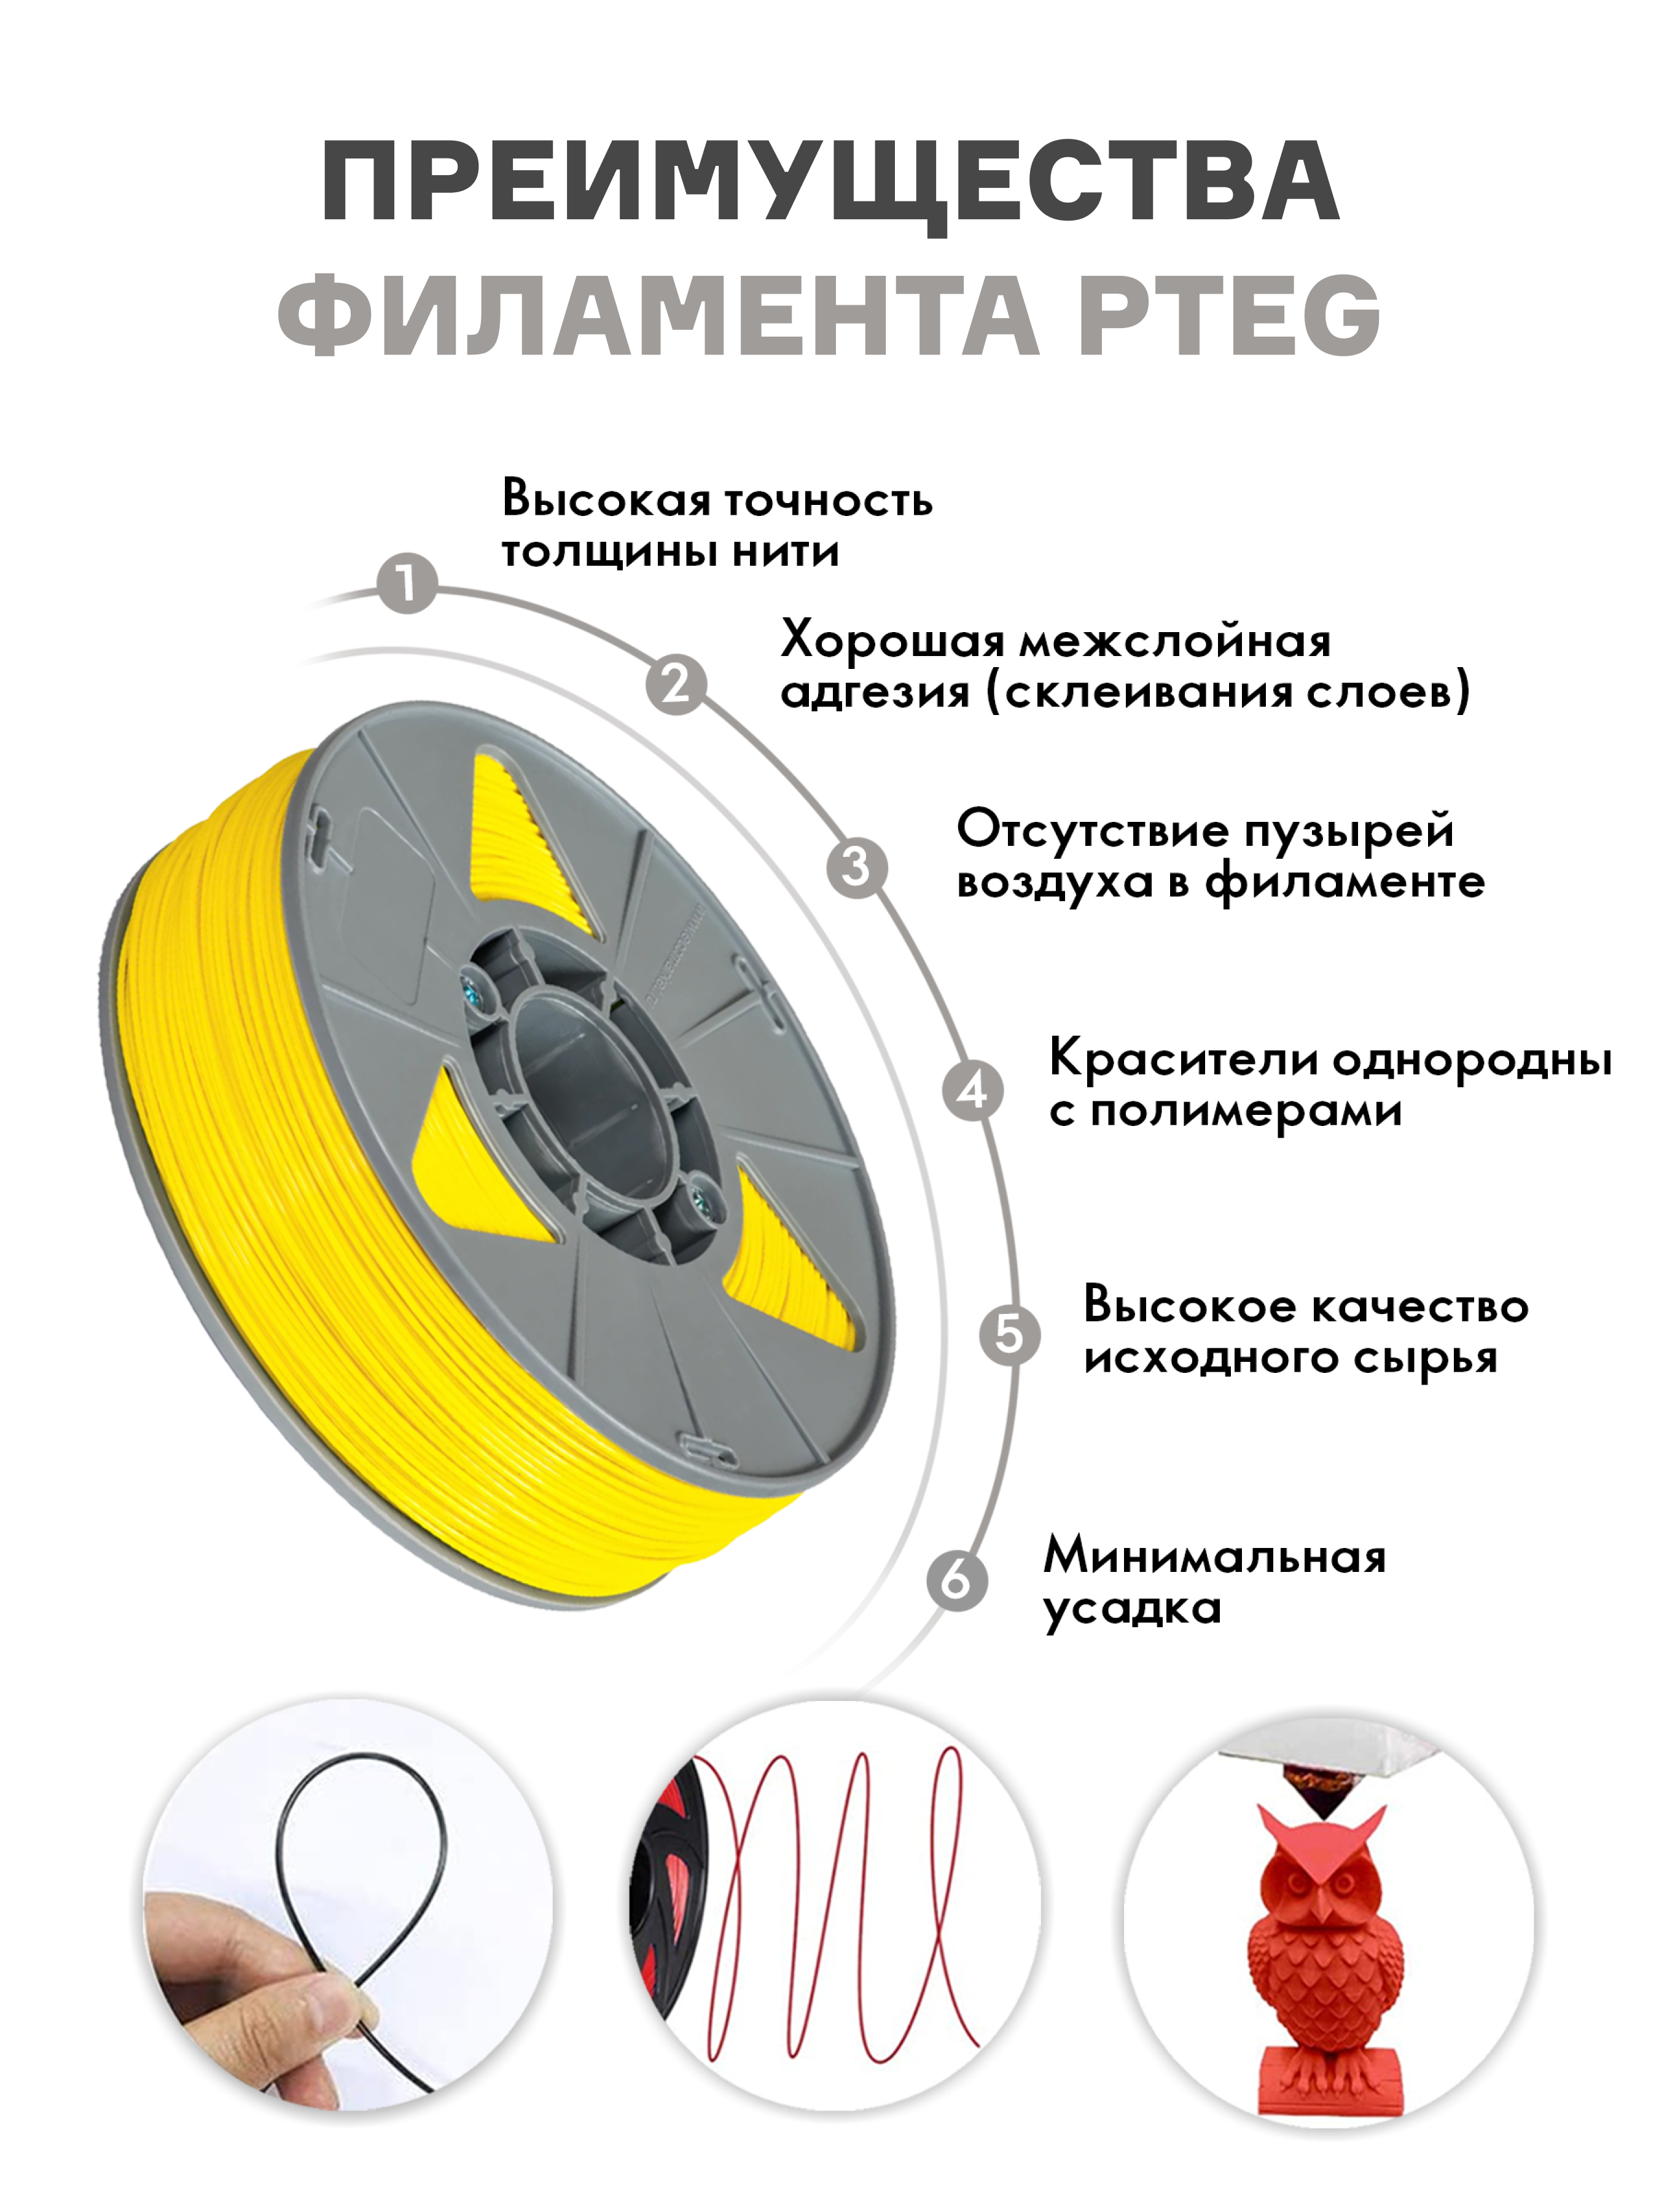 ПРЕИМУЩЕСТВА
ФИЛАМЕНТА PTEG
1
Высокая точность
толщины нити
2
Хорошая межслойная
адгезия (склеивания слоев)
3
Отсутствие пузырей
воздуха в филаменте
4
Красители однородны
с полимерами
5
Высокое качество
исходного сырья
6
Минимальная
усадка